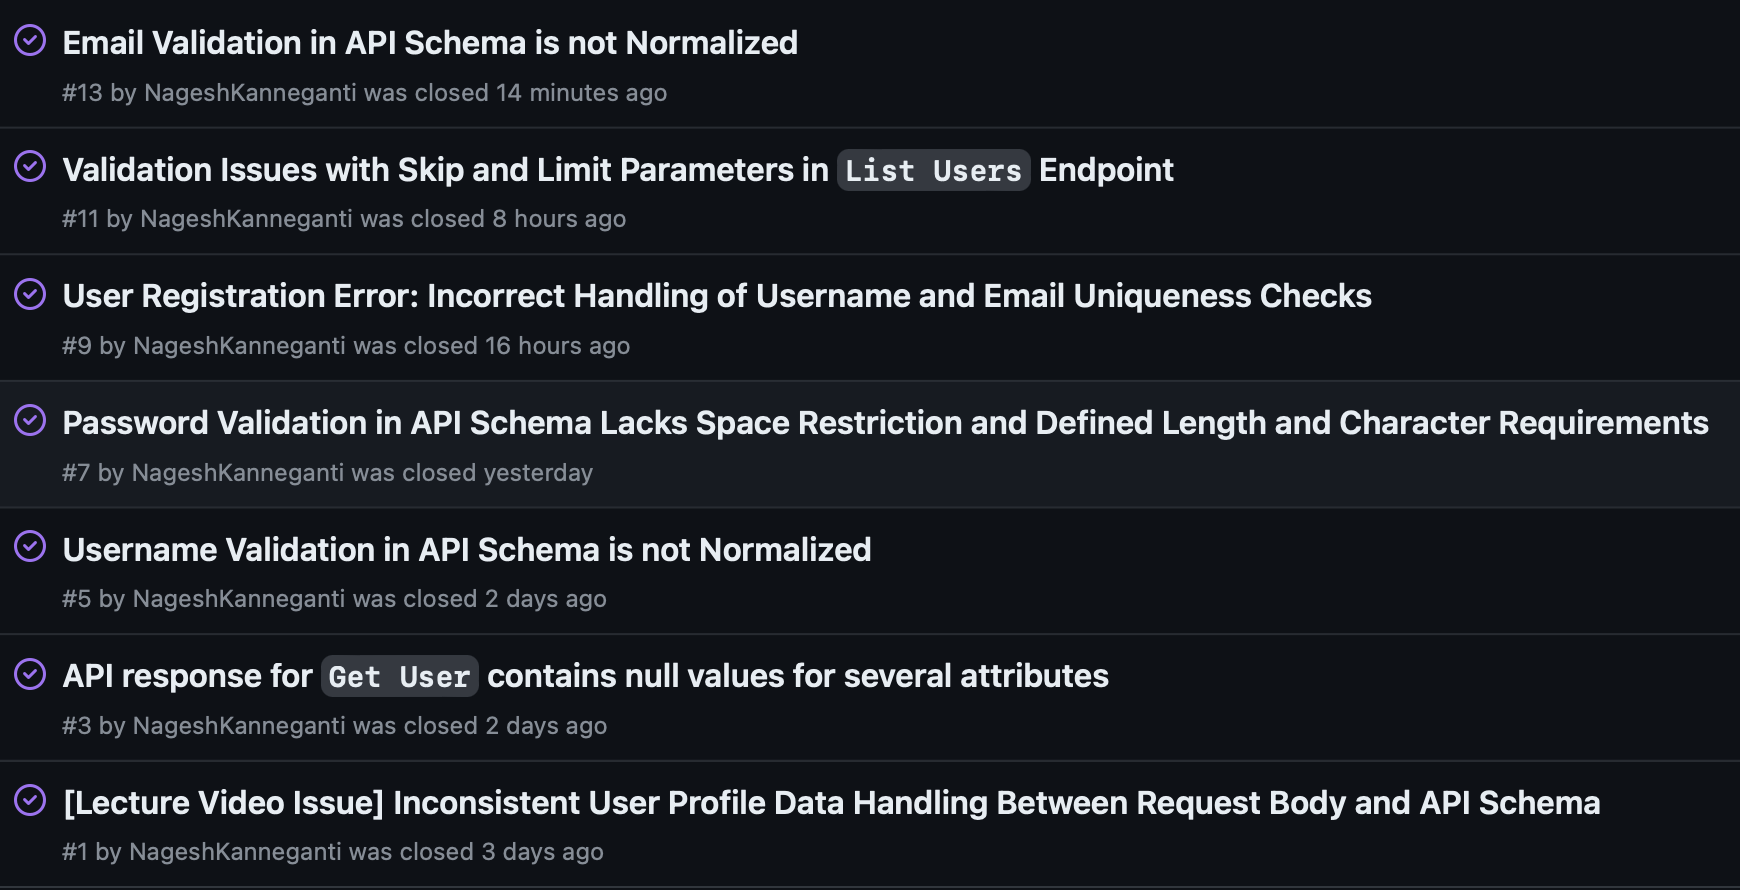 Email Validation in API Schema is not Normalized
#13 by NageshKanneganti was closed 14 minutes ago
Validation Issues with Skip and Limit Parameters in List Users Endpoint
#11 by NageshKanneganti was closed 8 hours ago
User Registration Error: Incorrect Handling of Username and Email Uniqueness Checks
#9 by NageshKanneganti was closed 16 hours ago
Password Validation in API Schema Lacks Space Restriction and Defined Length and Character Requirements
#7 by NageshKanneganti was closed yesterday
Username Validation in API Schema is not Normalized
#5 by NageshKanneganti was closed 2 days ago
API response for Get User contains null values for several attributes
#3 by NageshKanneganti was closed 2 days ago
[Lecture Video Issue] Inconsistent User Profile Data Handling Between Request Body and API Schema
#1 by NageshKanneganti was closed 3 days ago